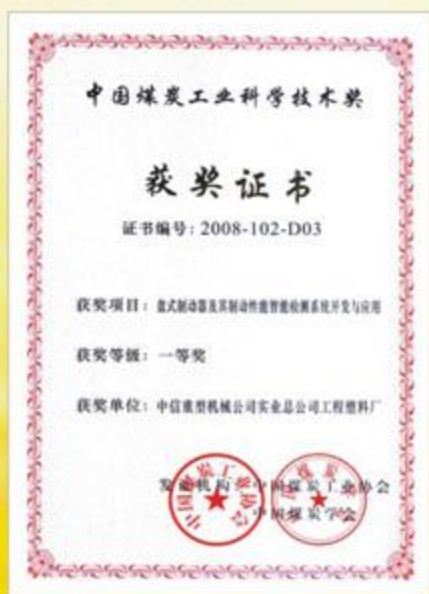 中国煤炭工业科学技术奖
获奖证书
证书编号: 2008-102-D03
获奖项目: 盘式制动器及其制动性能智能检测系统开发与应用
获奖等级: 一等奖
获奖单位: 中信重型机械公司实业总公司工程塑料厂
发证机构: 中国煤炭工业协会
中国煤炭学会